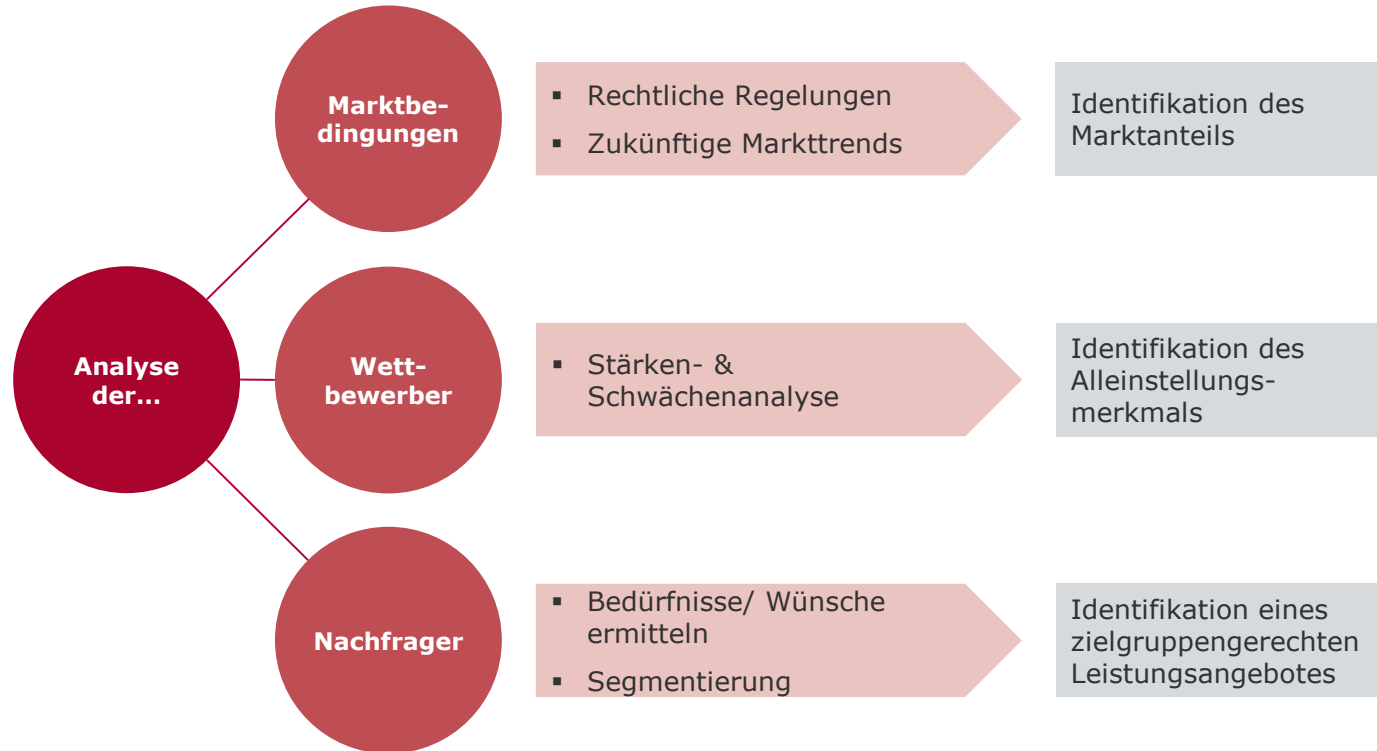 Analyse
der...
Marktbe-
dingungen
▪ Rechtliche Regelungen
▪ Zukünftige Markttrends
Identifikation des
Marktanteils
Wett-
bewerber
▪ Stärken- &
Schwächenanalyse
Identifikation des
Alleinstellungs-
merkmals
Nachfrager
▪ Bedürfnisse/ Wünsche
ermitteln
▪ Segmentierung
Identifikation eines
zielgruppengerechten
Leistungsangebotes